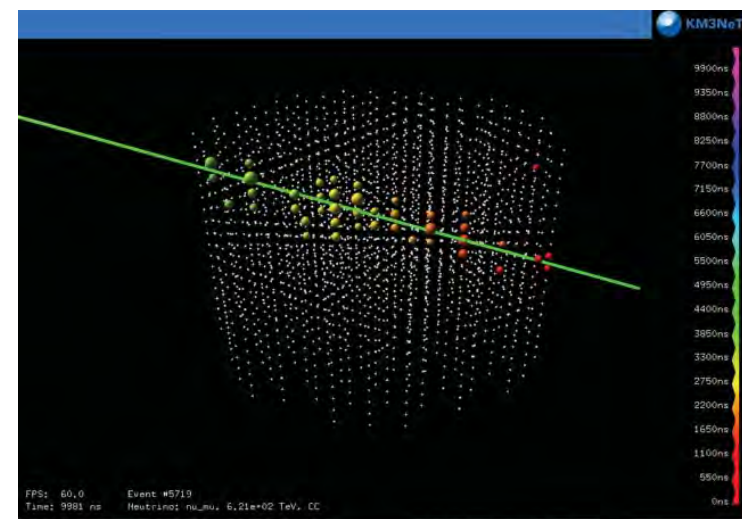 KM3NeT
9900ns
9350ns
8800ns
8250ns
7700ns
7150ns
6600ns
6050ns
5500ns
4950ns
4400ns
3850ns
3300ns
2750ns
2200ns
1650ns
1100ns
550ns
0ns
FPS: 60.0 Event #5719
Time: 9981 ns Neutrino: nu_mu, 6.21e+02 TeV, CC